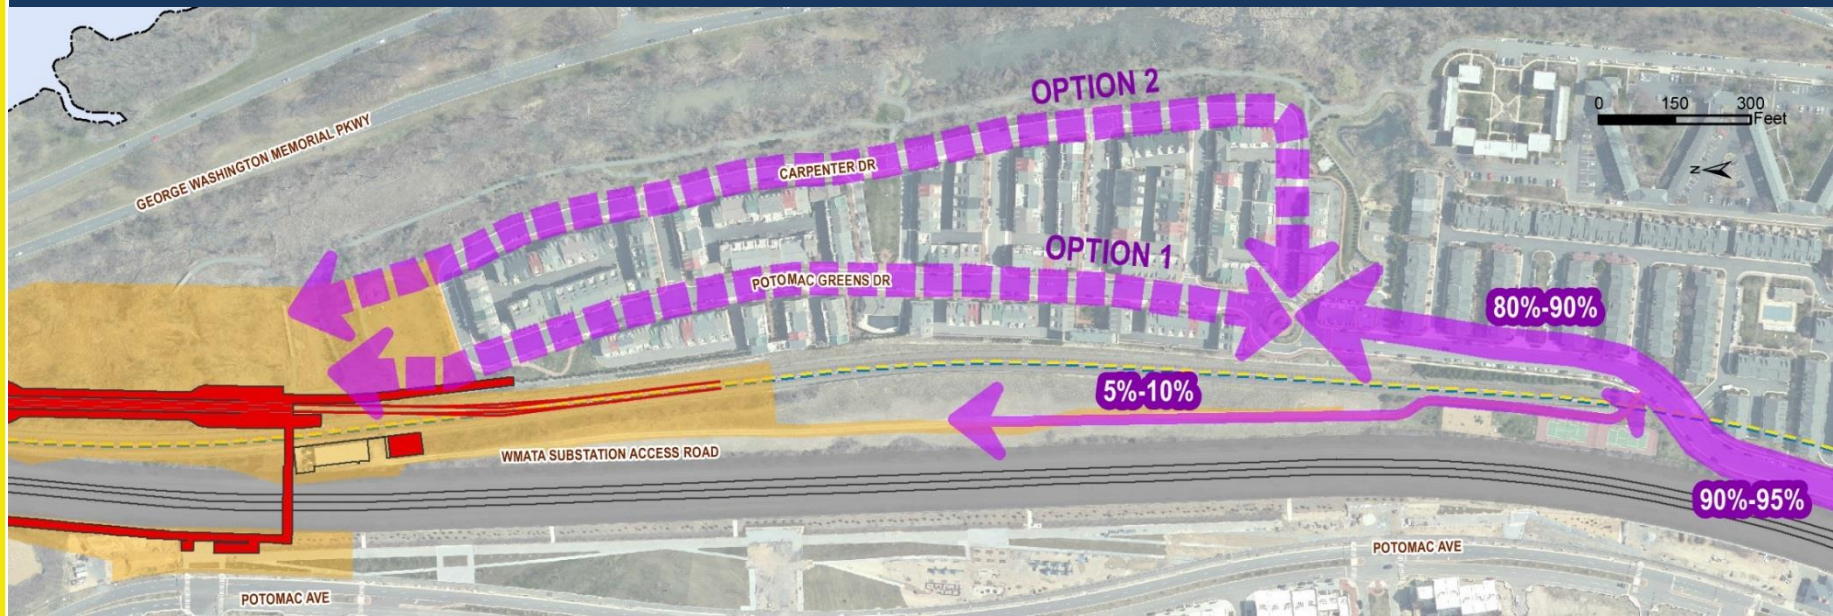 OPTION 2
0 150 300
Feet
GEORGE WASHINGTON MEMORIAL PKWY
CARPENTER DR
N
OPTION 1
POTOMAC GREENS DR
80%-90%
5%-10%
WMATA SUBSTATION ACCESS ROAD
90%-95%
POTOMAC AVE
POTOMAC AVE